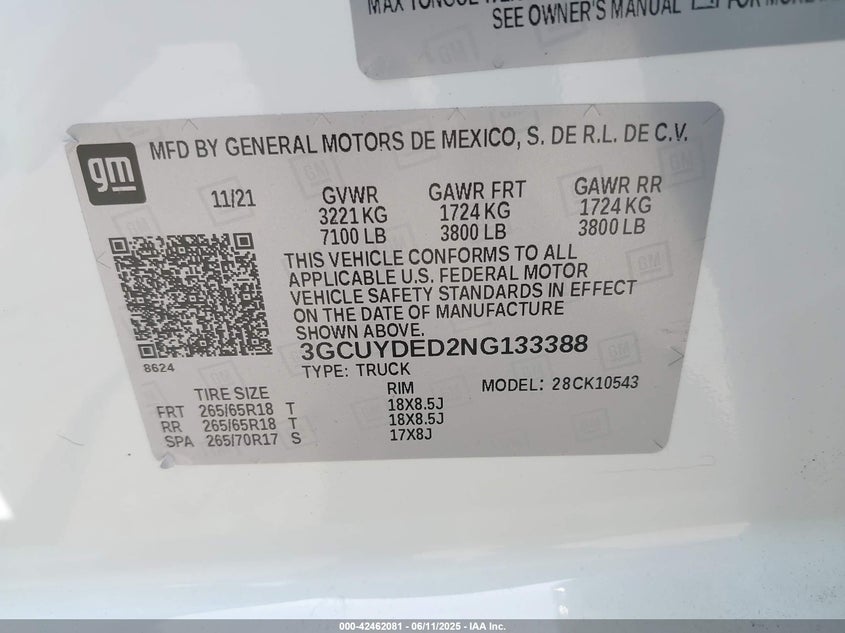 MAX TONGUE
SEE OWNER'S MANUAL FOR MORE
gm
MFD BY GENERAL MOTORS DE MEXICO, S. DE R.L. DE C.V.
11/21 GVWR GAWR FRT GAWR RR
3221 KG 1724 KG 1724 KG
7100 LB 3800 LB 3800 LB
THIS VEHICLE CONFORMS TO ALL
APPLICABLE U.S. FEDERAL MOTOR
VEHICLE SAFETY STANDARDS IN EFFECT
ON THE DATE OF MANUFACTURE
SHOWN ABOVE.
8624 3GCUYDED2NG133388
TYPE: TRUCK
TIRE SIZE RIM MODEL: 28CK10543
FRT 265/65R18 T 18X8.5J
RR 265/65R18 T 18X8.5J
SPA 265/70R17 S 17X8J
000-42462081 - 06/11/2025 - IAA Inc.